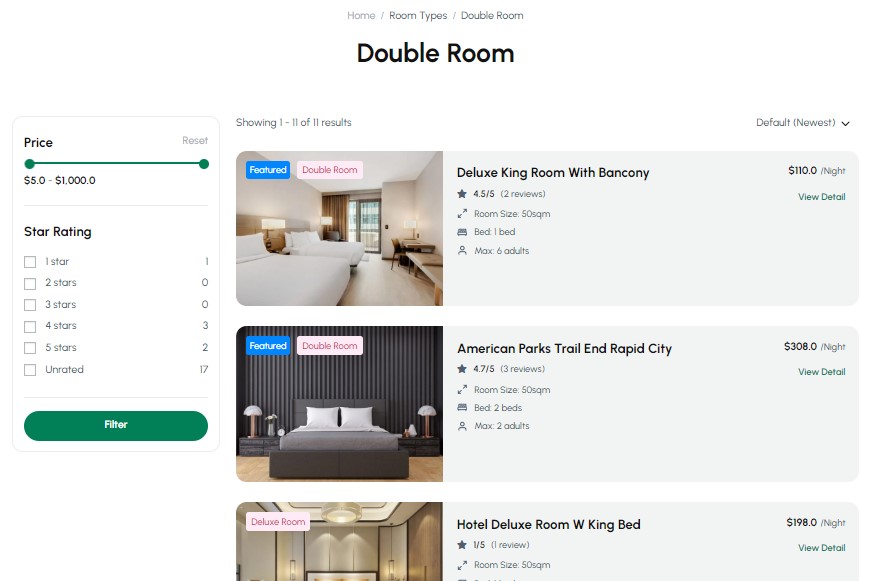 Home / Room Types / Double Room
Double Room
Price
Reset
$5.0 - $1,000.0
Star Rating
1 star 1
2 stars 0
3 stars 0
4 stars 3
5 stars 2
Unrated 17
Filter
Showing 1 - 11 of 11 results
Default (Newest)
Featured
Double Room
Deluxe King Room With Bancony
$110.0 /Night
4.5/5 (2 reviews)
View Detail
Room Size: 50sqm
Bed: 1 bed
Max: 6 adults
Featured
Double Room
American Parks Trail End Rapid City
$308.0 /Night
4.7/5 (3 reviews)
View Detail
Room Size: 50sqm
Bed: 2 beds
Max: 2 adults
Deluxe Room
Hotel Deluxe Room W King Bed
$198.0 /Night
1/5 (1 review)
View Detail
Room Size: 50sqm